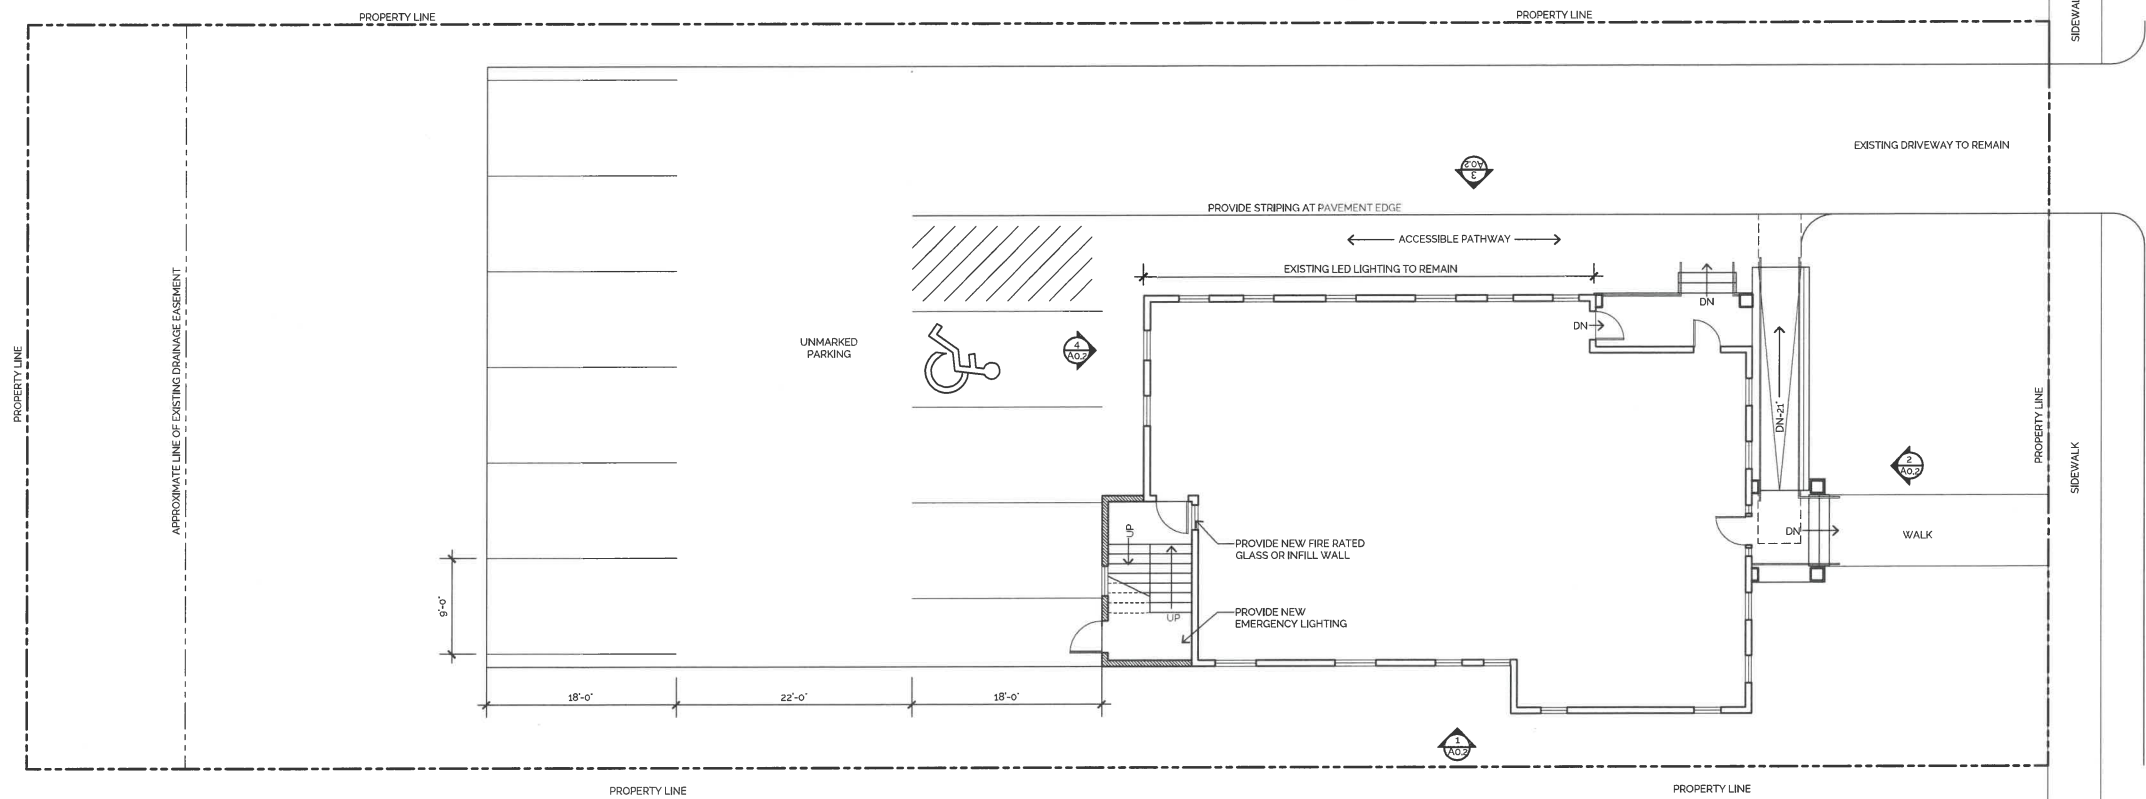 PROPERTY LINE
PROPERTY LINE
SIDEWALK
EXISTING DRIVEWAY TO REMAIN
3
A0.2
PROVIDE STRIPING AT PAVEMENT EDGE
ACCESSIBLE PATHWAY
EXISTING LED LIGHTING TO REMAIN
DN
DN
UNMARKED
PARKING
4
A0.2
PROPERTY LINE
APPROXIMATE LINE OF EXISTING DRAINAGE EASEMENT
DN-21"
PROPERTY LINE
SIDEWALK
2
A0.2
UP
DN
WALK
PROVIDE NEW FIRE RATED
GLASS OR INFILL WALL
9'-0"
UP
PROVIDE NEW
EMERGENCY LIGHTING
18'-0"
22'-0"
18'-0"
1
A0.2
PROPERTY LINE
PROPERTY LINE